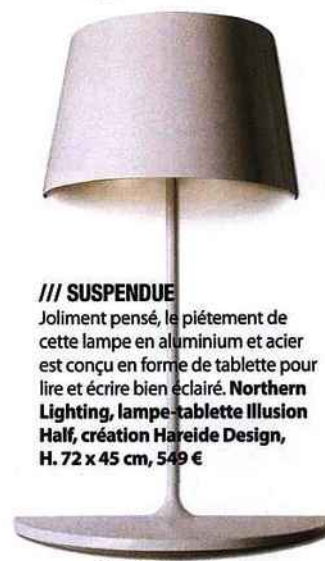 /// SUSPENDUE
Joliment pensé, le piétement de
cette lampe en aluminium et acier
est conçu en forme de tablette pour
lire et écrire bien éclairé. Northern
Lighting, lampe-tablette Illusion
Half, création Hareide Design,
H. 72 x 45 cm, 549 €